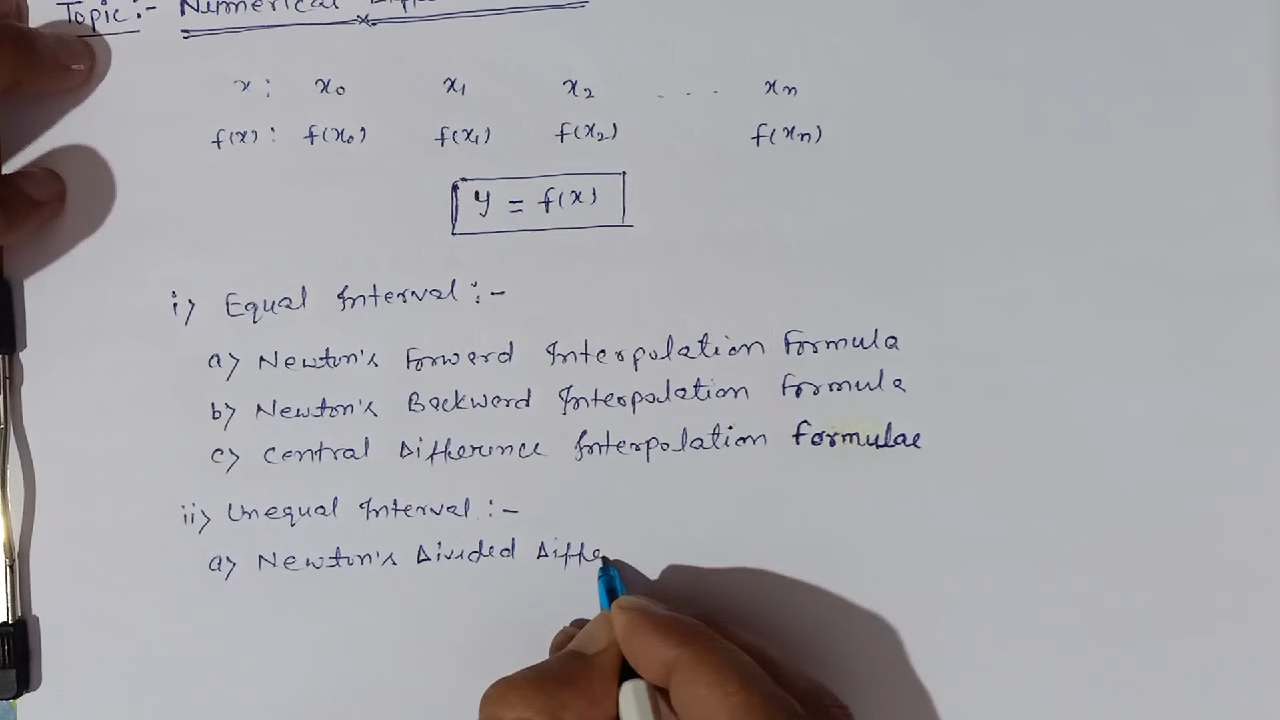 Topic:- Numerical
x: x₀ x₁ x₂ .... xₙ
f(x): f(x₀) f(x₁) f(x₂) f(xₙ)
y = f(x)
i) Equal Interval:-
a) Newton's Forward Interpolation Formula
b) Newton's Backward Interpolation Formula
c) Central Difference Interpolation formulae
ii) Unequal Interval:-
a) Newton's Divided Diffe